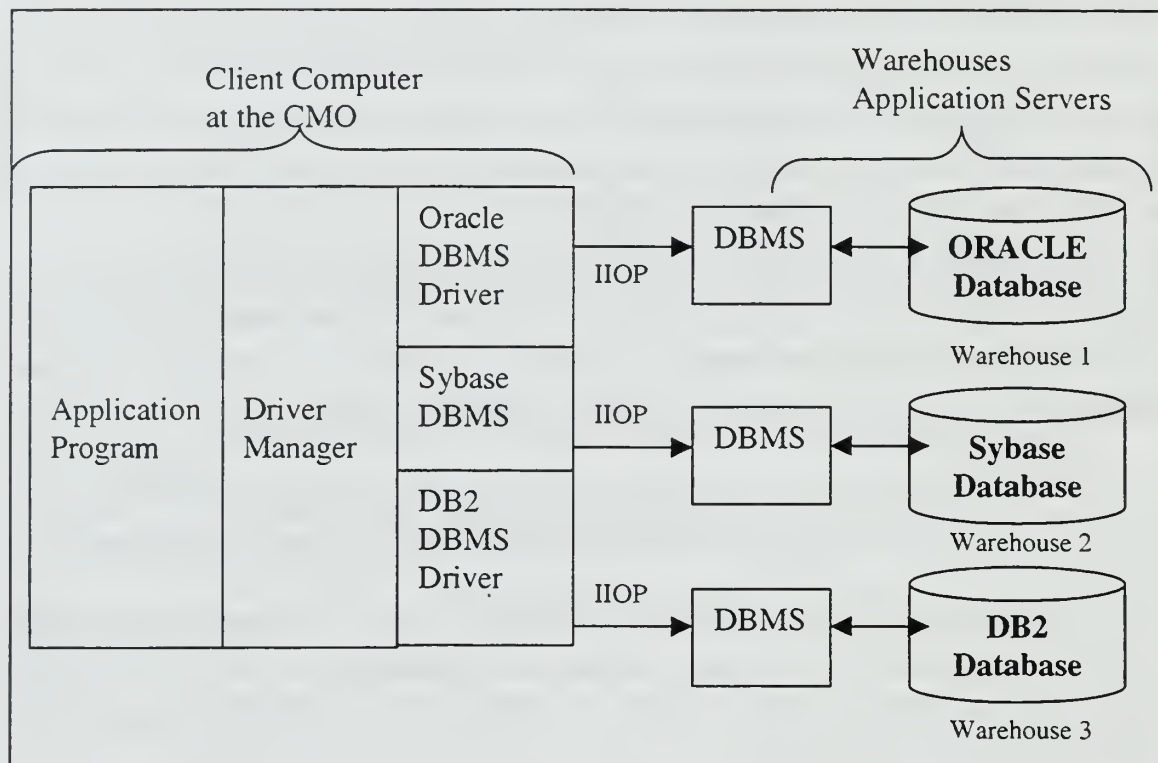 Client Computer
at the CMO
Warehouses
Application Servers
Application
Program
Driver
Manager
Oracle
DBMS
Driver
Sybase
DBMS
DB2
DBMS
Driver
IIOP
DBMS
ORACLE
Database
Warehouse 1
IIOP
DBMS
Sybase
Database
Warehouse 2
IIOP
DBMS
DB2
Database
Warehouse 3